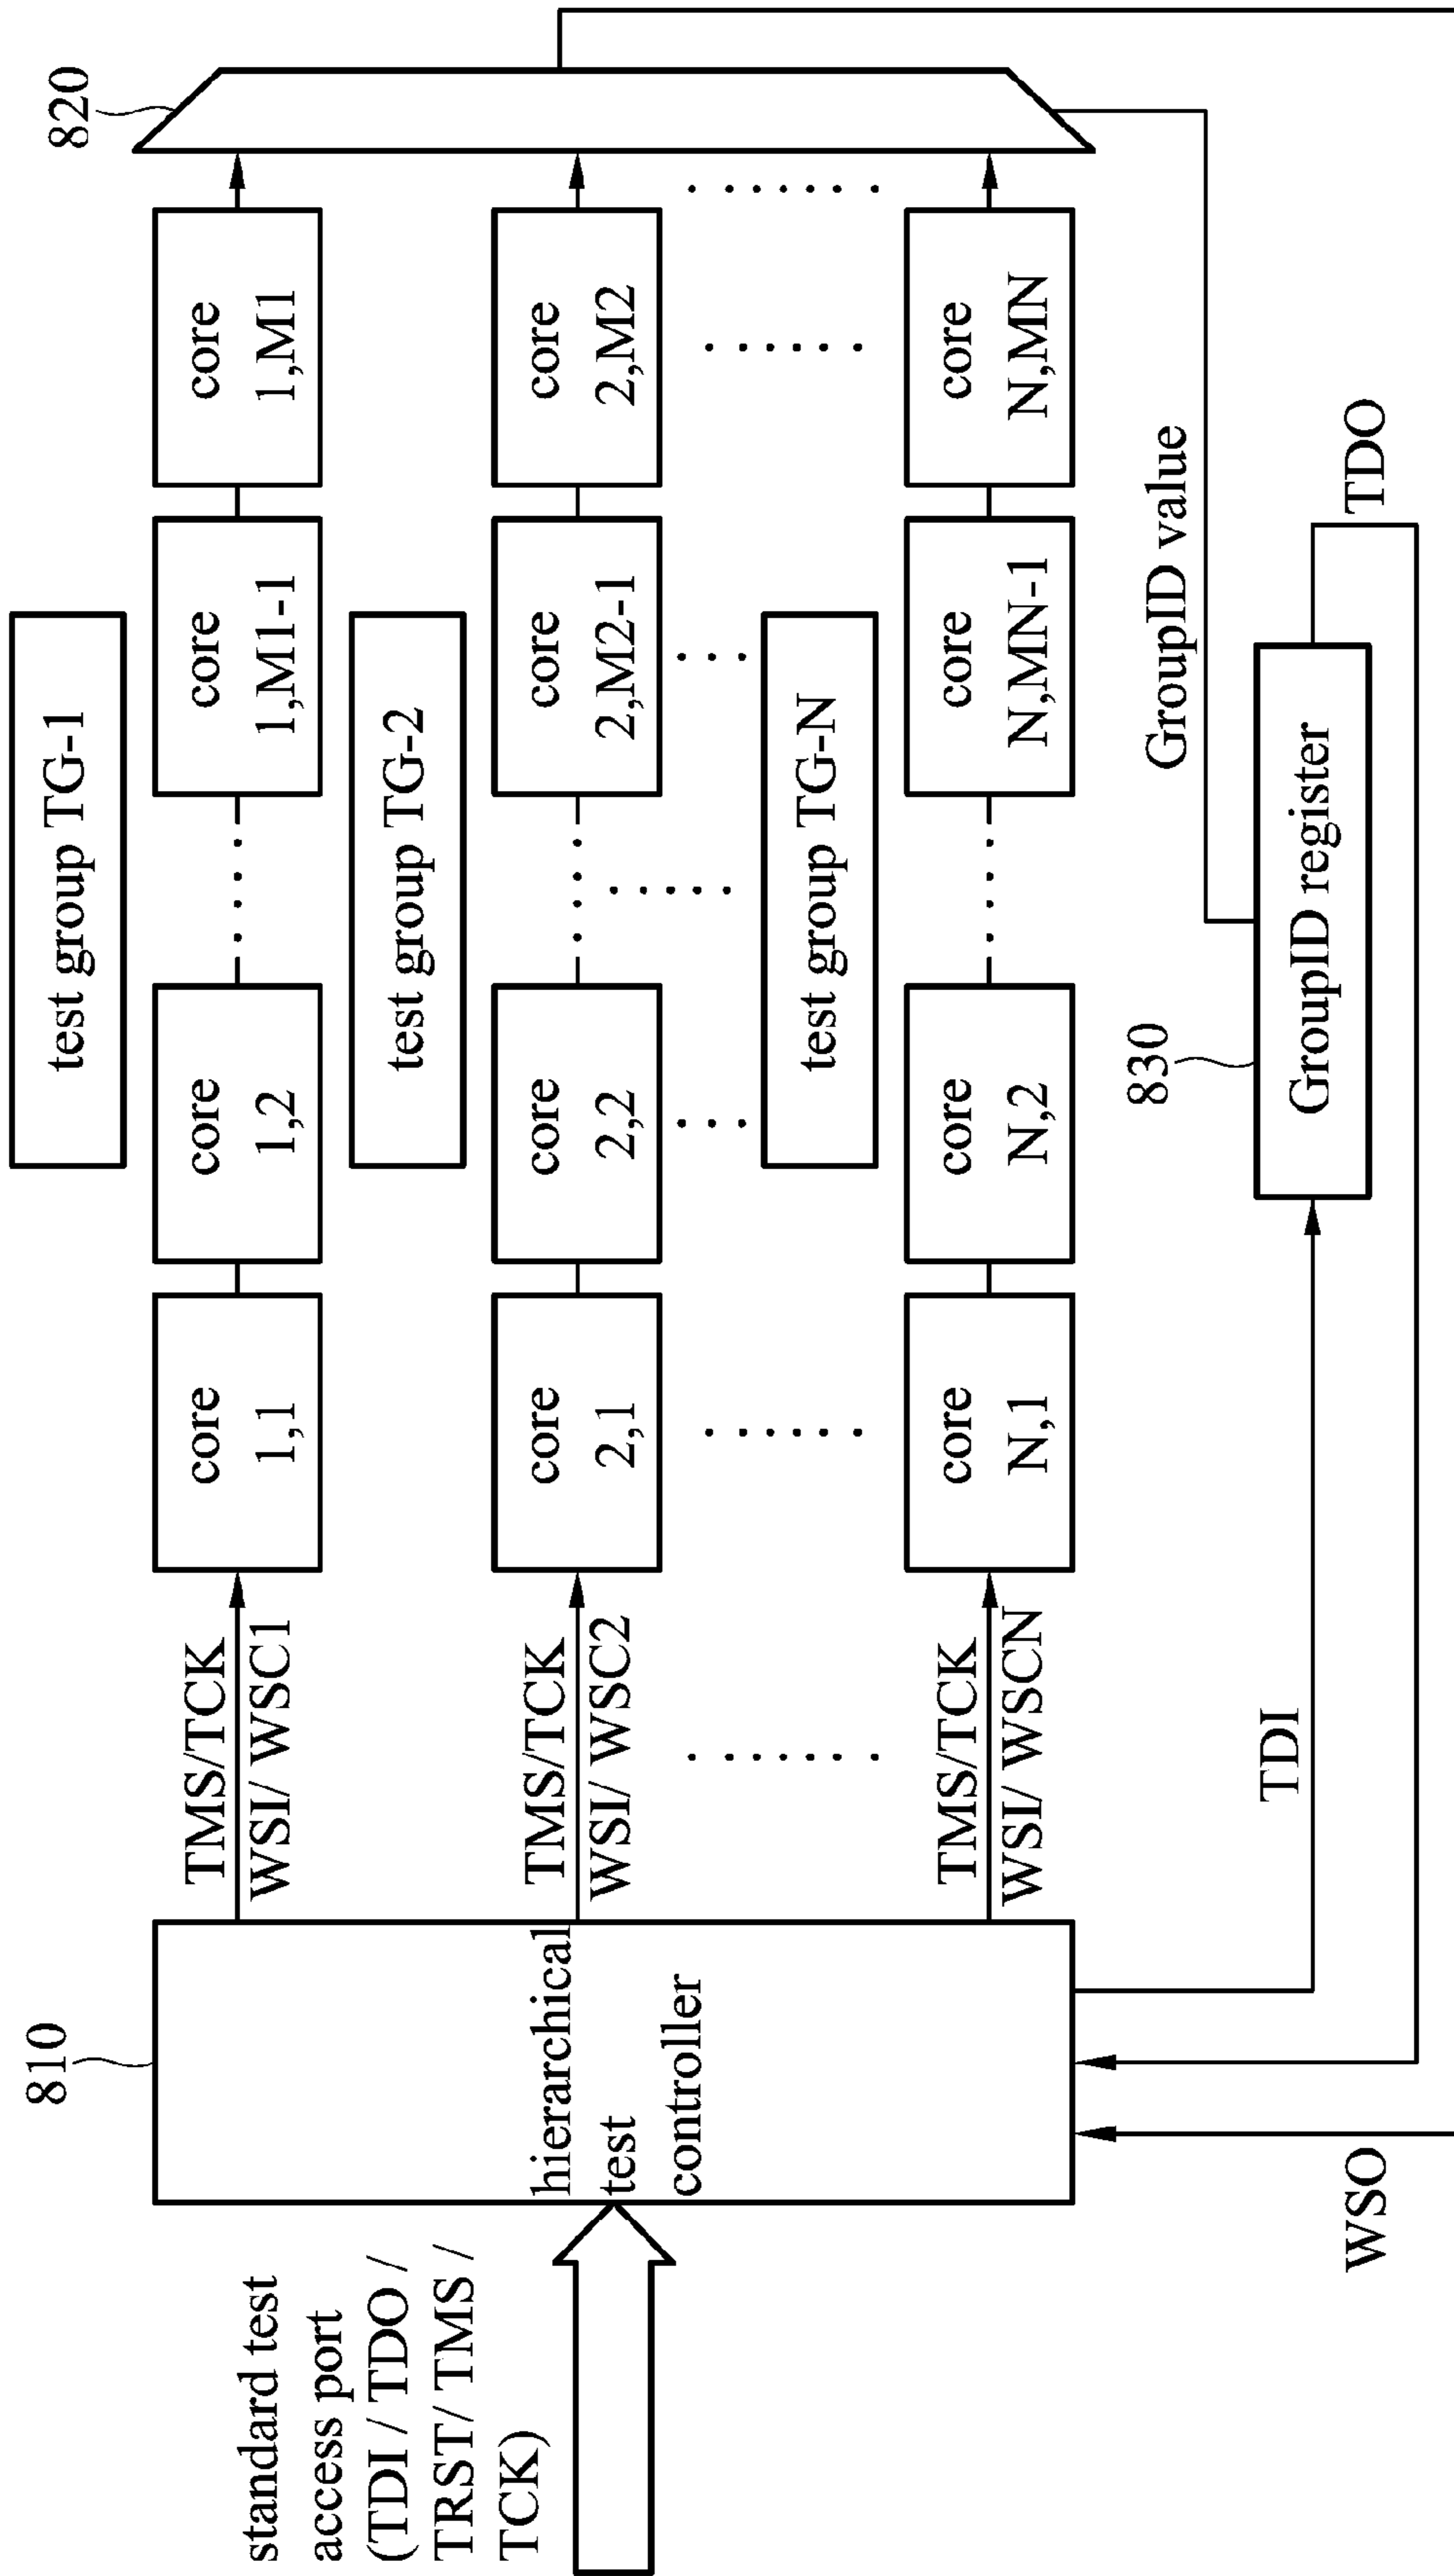 standard test
access port
(TDI / TDO /
TRST/ TMS /
TCK)
810
hierarchical
test
controller
WSO
TMS/TCK
WSI/ WSC1
TMS/TCK
WSI/ WSC2
TMS/TCK
WSI/ WSCN
TDI
test group TG-1
core
1,1
core
1,2
core
1,M1-1
core
1,M1
test group TG-2
core
2,1
core
2,2
core
2,M2-1
core
2,M2
test group TG-N
core
N,1
core
N,2
core
N,MN-1
core
N,MN
820
GroupID value
830
GroupID register
TDO